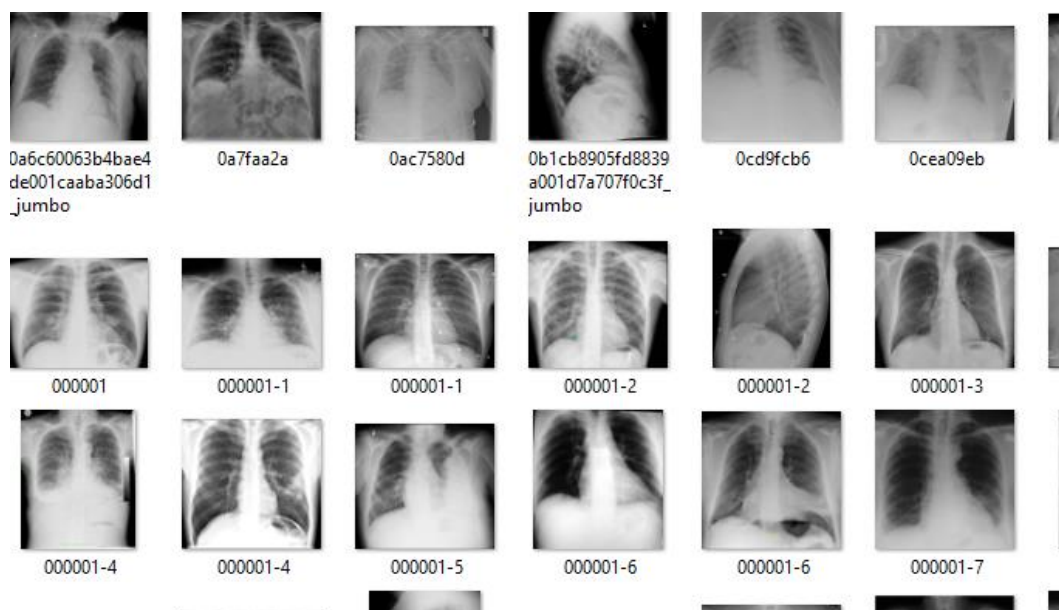 0a6c60063b4bae4
de001caaba306d1
_jumbo
0a7faa2a
0ac7580d
0b1cb8905fd8839
a001d7a707f0c3f_
jumbo
0cd9fcb6
0cea09eb
000001
000001-1
000001-1
000001-2
000001-2
000001-3
000001-4
000001-4
000001-5
000001-6
000001-6
000001-7